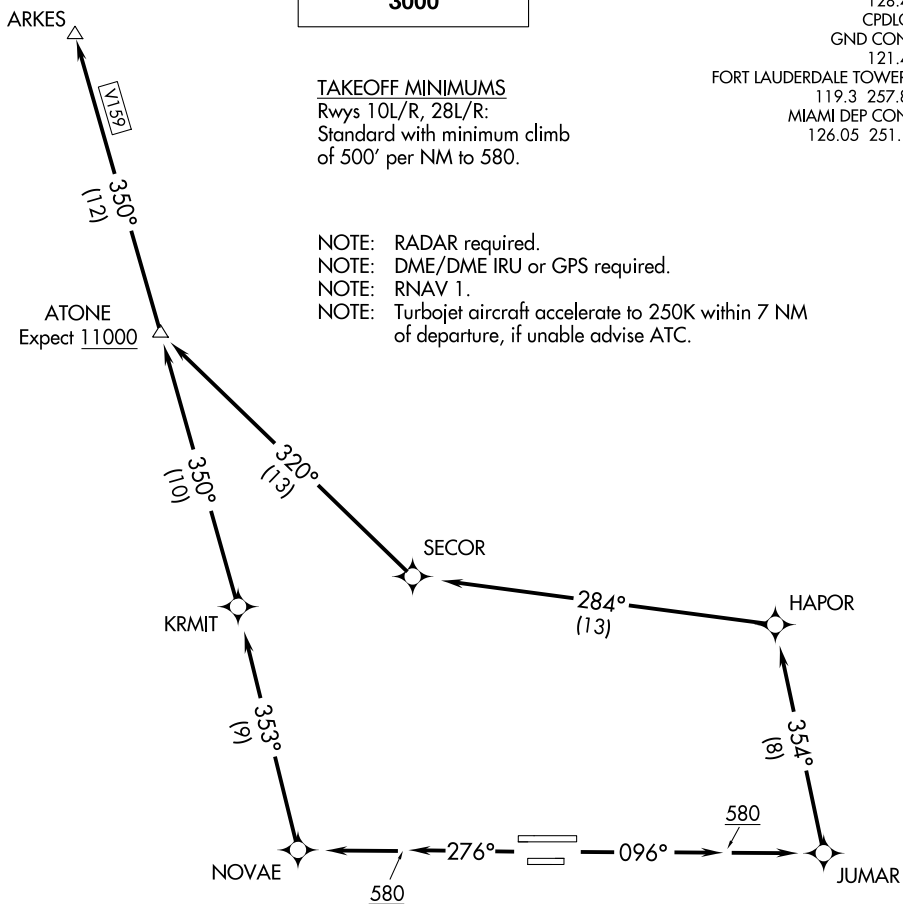 3000
128.4
CPDLC
GND CON
121.4
FORT LAUDERDALE TOWER
119.3 257.8
MIAMI DEP CON
126.05 251.
ARKES
V159
350°
(12)
TAKEOFF MINIMUMS
Rwys 10L/R, 28L/R:
Standard with minimum climb
of 500' per NM to 580.
NOTE: RADAR required.
NOTE: DME/DME IRU or GPS required.
NOTE: RNAV 1.
NOTE: Turbojet aircraft accelerate to 250K within 7 NM
of departure, if unable advise ATC.
ATONE
Expect 11000
350°
(10)
320°
(13)
SECOR
284°
(13)
HAPOR
KRMIT
353°
(9)
354°
(8)
NOVAE
276°
580
096°
580
JUMAR